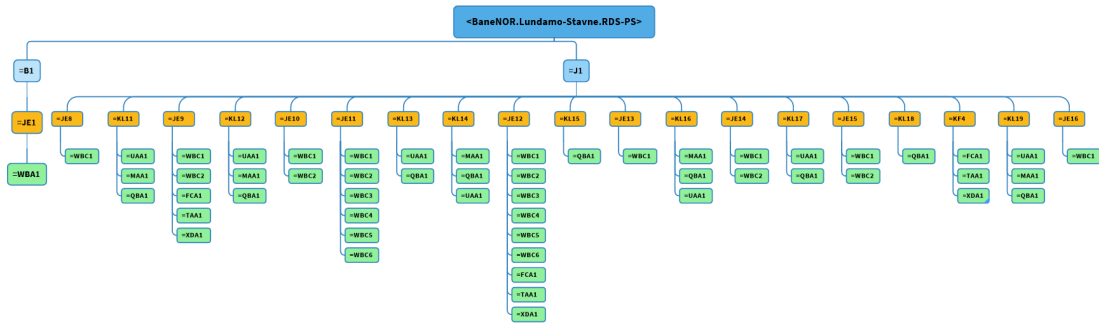 <BaneNOR.Lundamo-Stavne.RDS-PS>
=B1
=J1
=JE1
=JE8
=KL11
=JE9
=KL12
=JE10
=JE11
=KL13
=KL14
=JE12
=KL15
=JE13
=KL16
=JE14
=KL17
=JE15
=KL18
=KF4
=KL19
=JE16
=WBA1
=WBC1
=UAA1
=MAA1
=QBA1
=WBC1
=WBC2
=FCA1
=TAA1
=XDA1
=UAA1
=MAA1
=QBA1
=WBC1
=WBC2
=WBC1
=WBC2
=WBC3
=WBC4
=WBC5
=WBC6
=UAA1
=QBA1
=MAA1
=QBA1
=UAA1
=WBC1
=WBC2
=WBC3
=WBC4
=WBC5
=WBC6
=FCA1
=TAA1
=XDA1
=QBA1
=WBC1
=MAA1
=QBA1
=UAA1
=WBC1
=WBC2
=UAA1
=QBA1
=WBC1
=WBC2
=QBA1
=FCA1
=TAA1
=XDA1
=UAA1
=MAA1
=QBA1
=WBC1